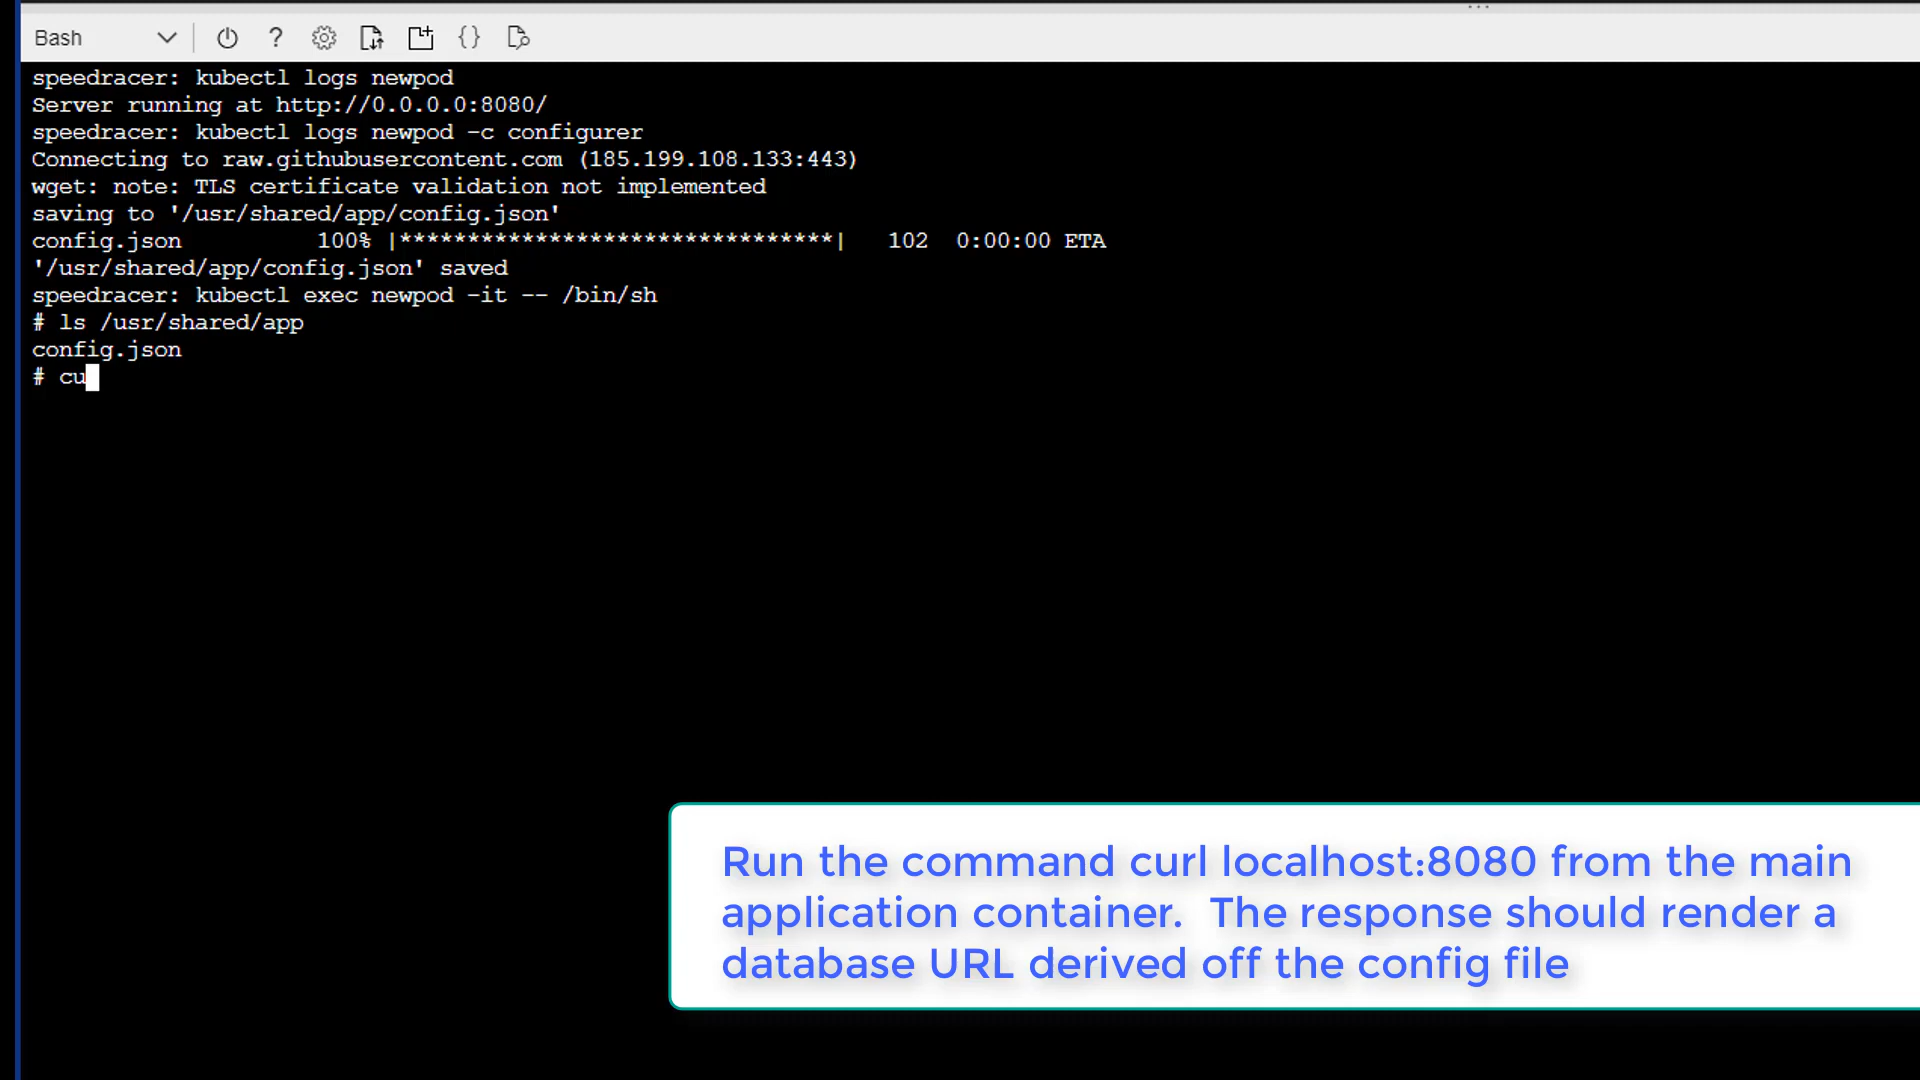 Bash
speedracer: kubectl logs newpod
Server running at http://0.0.0.0:8080/
speedracer: kubectl logs newpod -c configurer
Connecting to raw.githubusercontent.com (185.199.108.133:443)
wget: note: TLS certificate validation not implemented
saving to '/usr/shared/app/config.json'
config.json          100% |********************************|   102  0:00:00 ETA
'/usr/shared/app/config.json' saved
speedracer: kubectl exec newpod -it -- /bin/sh
# ls /usr/shared/app
config.json
# cu
Run the command curl localhost:8080 from the main
application container.  The response should render a
database URL derived off the config file